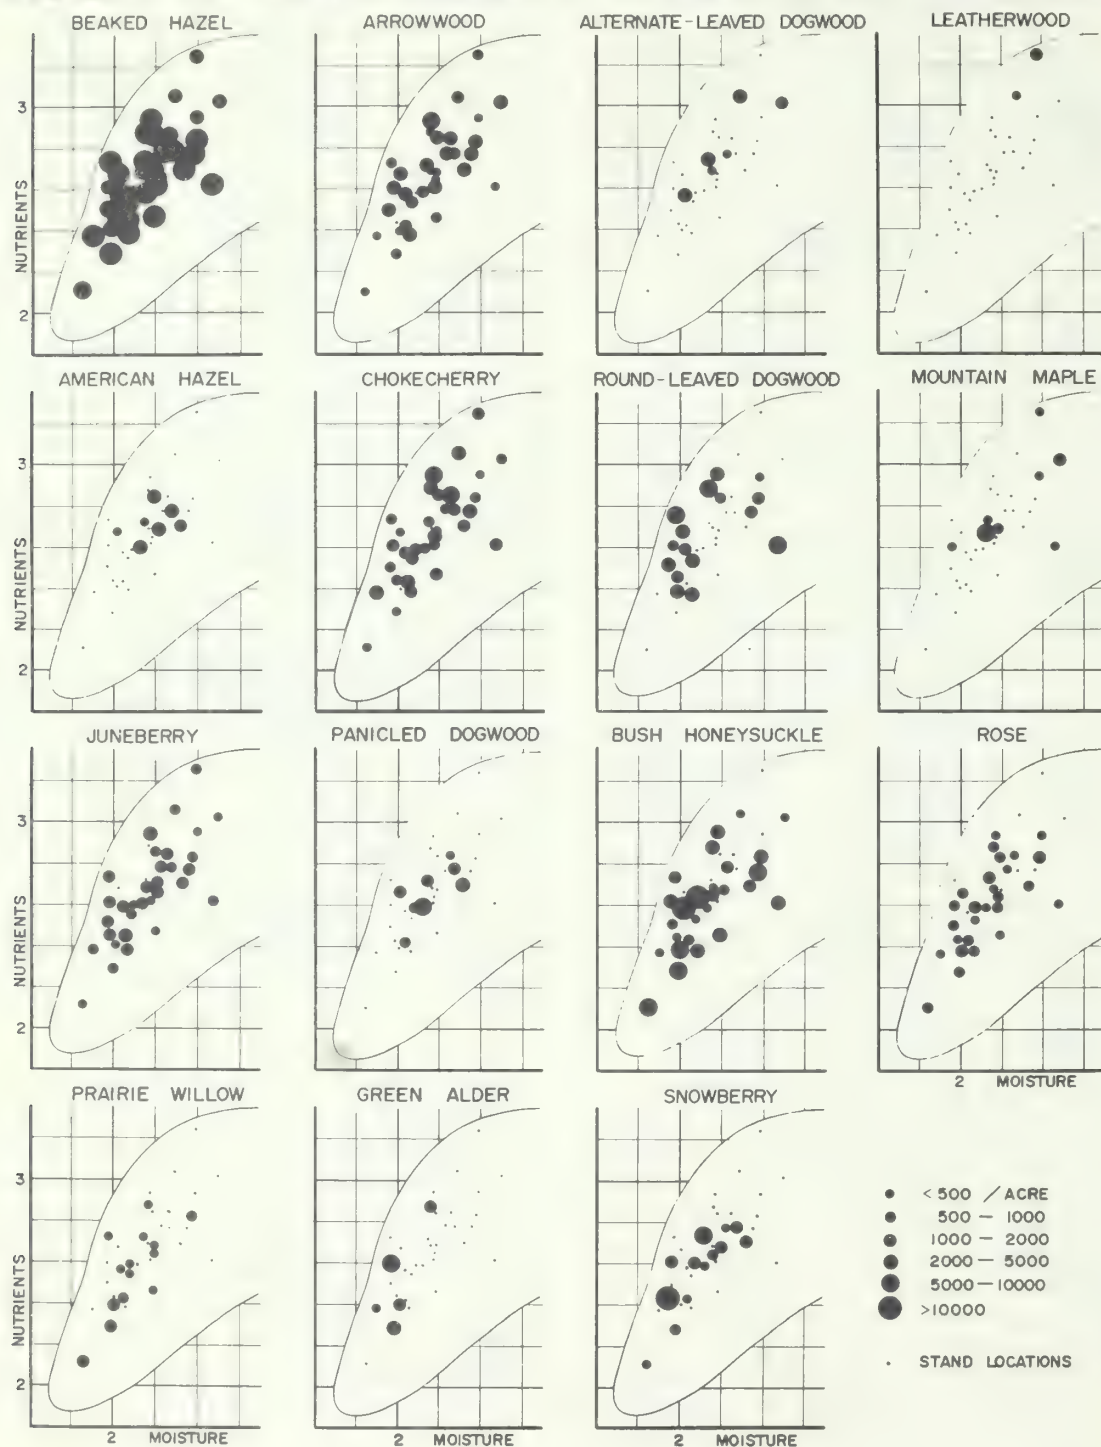 BEAKED HAZEL
ARROWWOOD
ALTERNATE-LEAVED DOGWOOD
LEATHERWOOD
3
NUTRIENTS
2
AMERICAN HAZEL
CHOKECHERRY
ROUND-LEAVED DOGWOOD
MOUNTAIN MAPLE
3
NUTRIENTS
2
JUNEBERRY
PANICLED DOGWOOD
BUSH HONEYSUCKLE
ROSE
3
NUTRIENTS
2
2 MOISTURE
PRAIRIE WILLOW
GREEN ALDER
SNOWBERRY
3
NUTRIENTS
2
2 MOISTURE
2 MOISTURE
2 MOISTURE
< 500 / ACRE
500 — 1000
1000 — 2000
2000 — 5000
5000 — 10000
>10000
STAND LOCATIONS